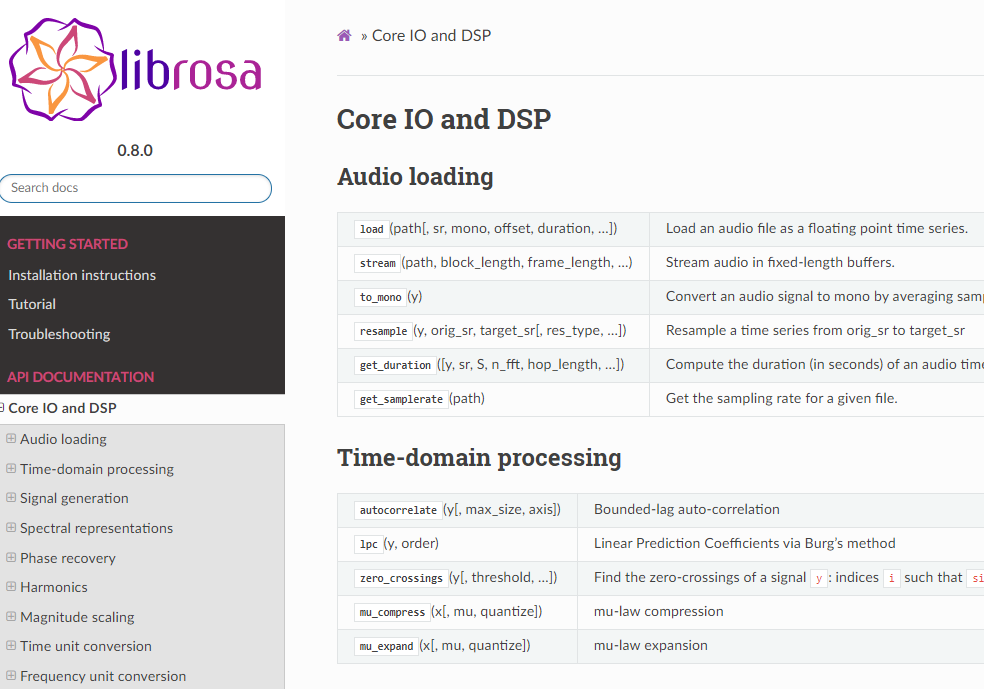 librosa
0.8.0
Search docs
GETTING STARTED
Installation instructions
Tutorial
Troubleshooting
API DOCUMENTATION
Core IO and DSP
Audio loading
Time-domain processing
Signal generation
Spectral representations
Phase recovery
Harmonics
Magnitude scaling
Time unit conversion
Frequency unit conversion
» Core IO and DSP
Core IO and DSP
Audio loading
load(path[, sr, mono, offset, duration, ...]) Load an audio file as a floating point time series.
stream(path, block_length, frame_length, ...) Stream audio in fixed-length buffers.
to_mono(y) Convert an audio signal to mono by averaging
resample(y, orig_sr, target_sr[, res_type, ...]) Resample a time series from orig_sr to target_sr
get_duration([y, sr, S, n_fft, hop_length, ...]) Compute the duration (in seconds) of an audio
get_samplerate(path) Get the sampling rate for a given file.
Time-domain processing
autocorrelate(y[, max_size, axis]) Bounded-lag auto-correlation
lpc(y, order) Linear Prediction Coefficients via Burg's method
zero_crossings(y[, threshold, ...]) Find the zero-crossings of a signal y: indices i such that
mu_compress(x[, mu, quantize]) mu-law compression
mu_expand(x[, mu, quantize]) mu-law expansion